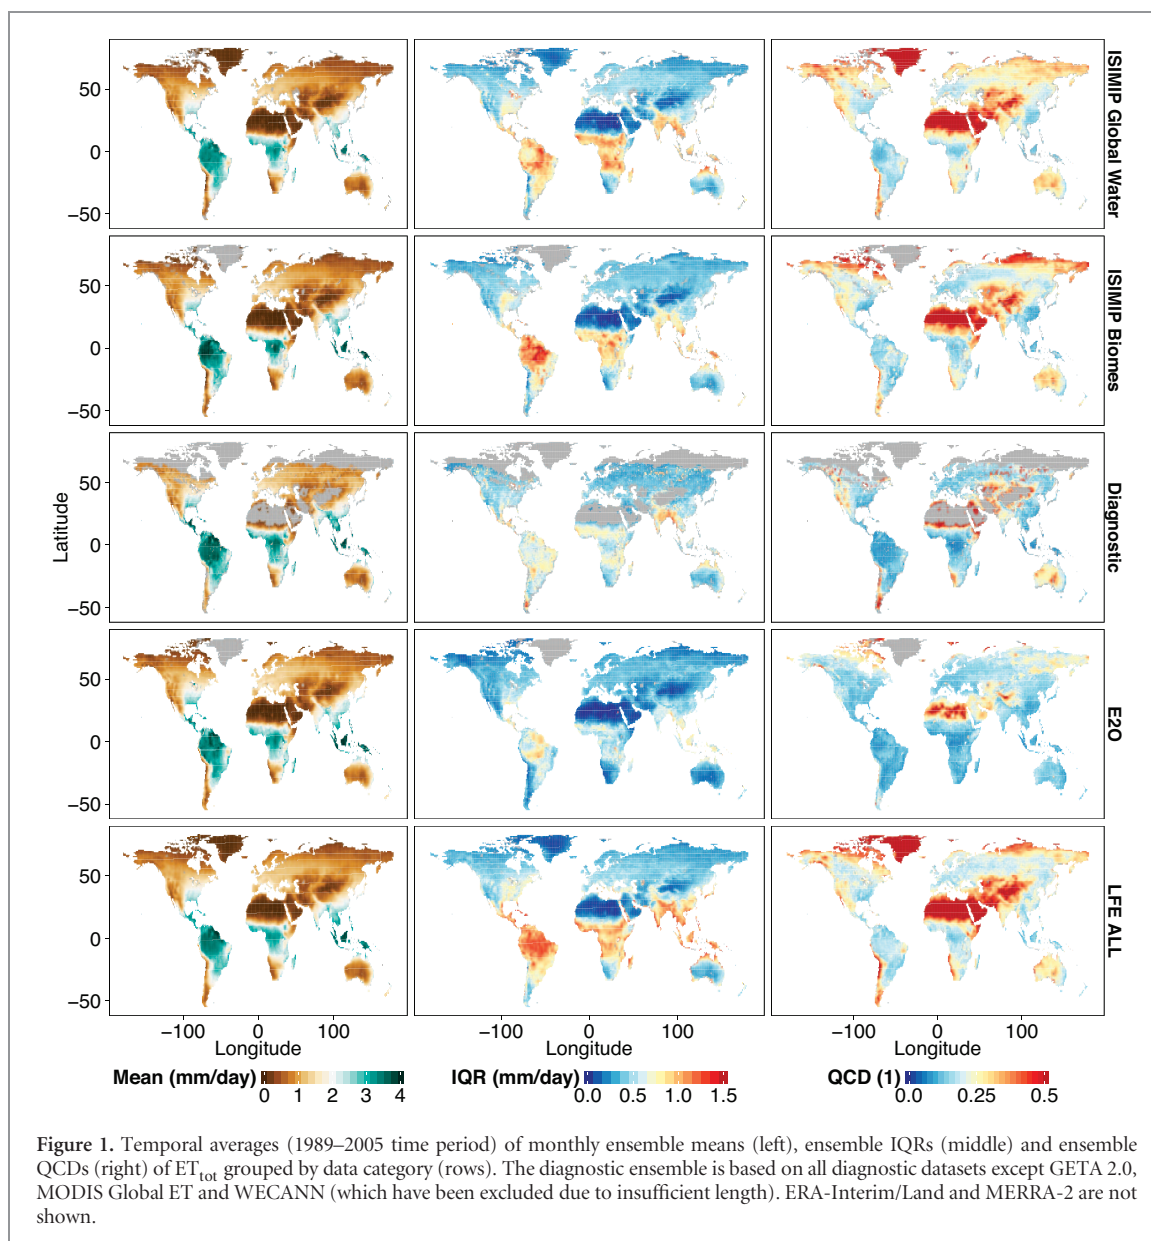 50
0
−50
ISIMIP Global Water
50
0
−50
ISIMIP Biomes
Latitude
50
0
−50
Diagnostic
50
0
−50
E2O
50
0
−50
LFE ALL
−100 0 100 −100 0 100 −100 0 100
Longitude Longitude Longitude
Mean (mm/day) IQR (mm/day) QCD (1)
0 1 2 3 4 0.0 0.5 1.0 1.5 0.0 0.25 0.5
Figure 1. Temporal averages (1989–2005 time period) of monthly ensemble means (left), ensemble IQRs (middle) and ensemble
QCDs (right) of ETtot grouped by data category (rows). The diagnostic ensemble is based on all diagnostic datasets except GETA 2.0,
MODIS Global ET and WECANN (which have been excluded due to insufficient length). ERA-Interim/Land and MERRA-2 are not
shown.